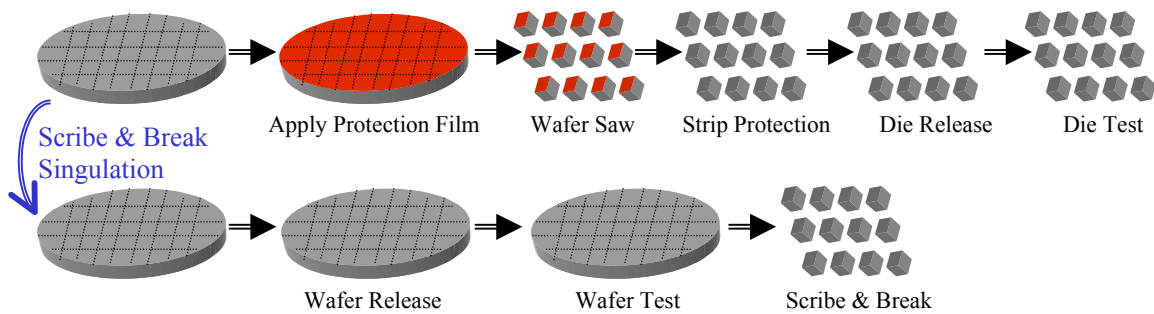 Apply Protection Film
Wafer Saw
Strip Protection
Die Release
Die Test
Scribe & Break
Singulation
Wafer Release
Wafer Test
Scribe & Break